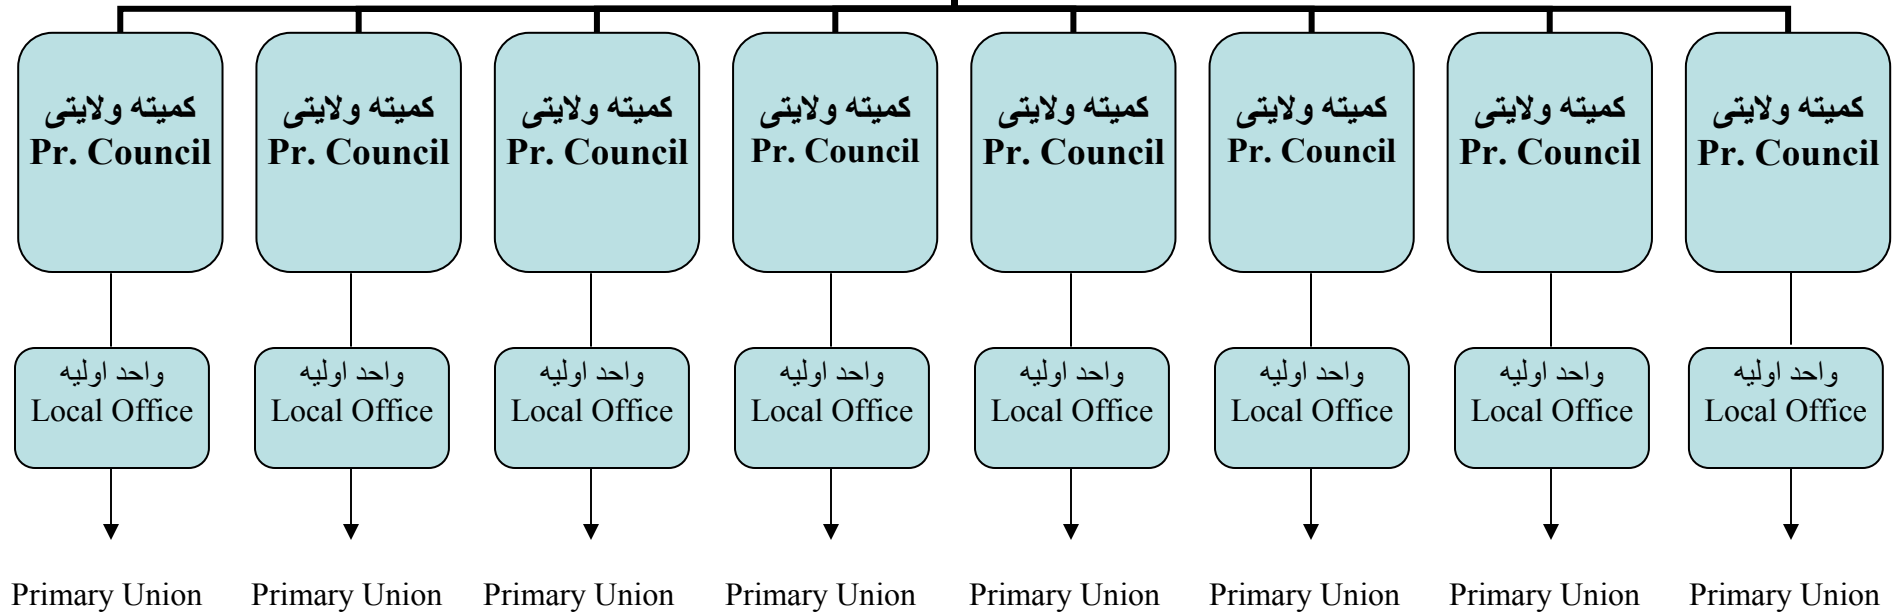 کمیته ولایتی
Pr. Council
کمیته ولایتی
Pr. Council
کمیته ولایتی
Pr. Council
کمیته ولایتی
Pr. Council
کمیته ولایتی
Pr. Council
کمیته ولایتی
Pr. Council
کمیته ولایتی
Pr. Council
کمیته ولایتی
Pr. Council
واحد اولیه
Local Office
واحد اولیه
Local Office
واحد اولیه
Local Office
واحد اولیه
Local Office
واحد اولیه
Local Office
واحد اولیه
Local Office
واحد اولیه
Local Office
واحد اولیه
Local Office
Primary Union
Primary Union
Primary Union
Primary Union
Primary Union
Primary Union
Primary Union
Primary Union